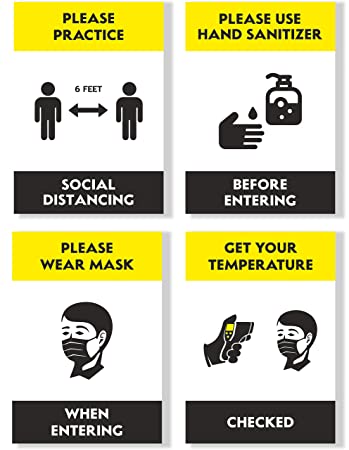 PLEASE
PRACTICE
6 FEET
SOCIAL
DISTANCING
PLEASE USE
HAND SANITIZER
BEFORE
ENTERING
PLEASE
WEAR MASK
WHEN
ENTERING
GET YOUR
TEMPERATURE
CHECKED